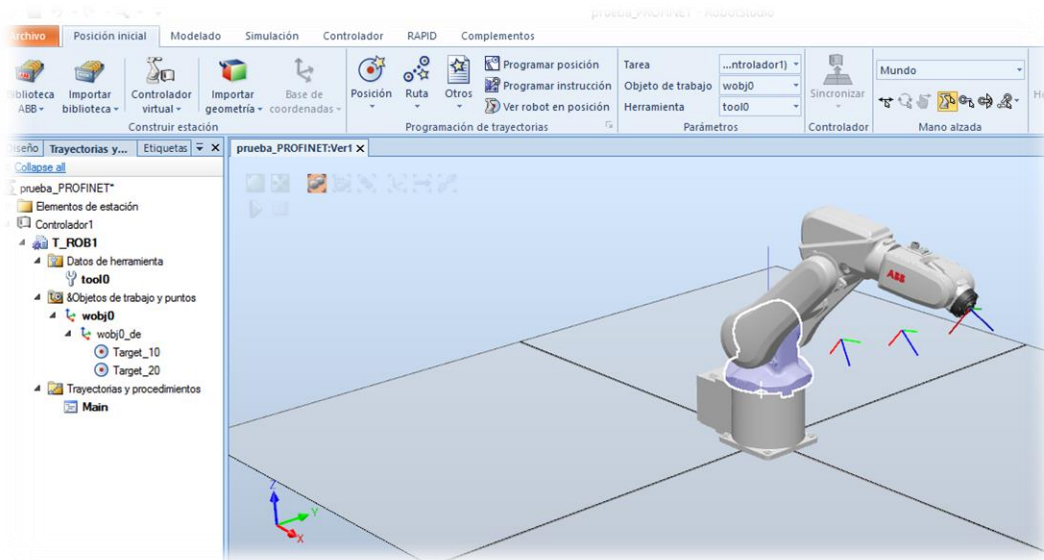 prueba_PROFINET - RobotStudio
Archivo Posición inicial Modelado Simulación Controlador RAPID Complementos
Biblioteca ABB
Importar biblioteca
Controlador virtual
Importar geometría
Base de coordenadas
Construir estación
Posición
Ruta
Otros
Programar posición
Programar instrucción
Ver robot en posición
Programación de trayectorias
Tarea ...ntrolador1)
Objeto de trabajo wobj0
Herramienta tool0
Parámetros
Sincronizar
Controlador
Mundo
Mano alzada
Diseño Trayectorias y... Etiquetas X
prueba_PROFINET:Ver1 X
Collapse all
prueba_PROFINET*
Elementos de estación
Controlador1
T_ROB1
Datos de herramienta
tool0
&Objetos de trabajo y puntos
wobj0
wobj0_de
Target_10
Target_20
Trayectorias y procedimientos
Main
ABB
Z
Y
X